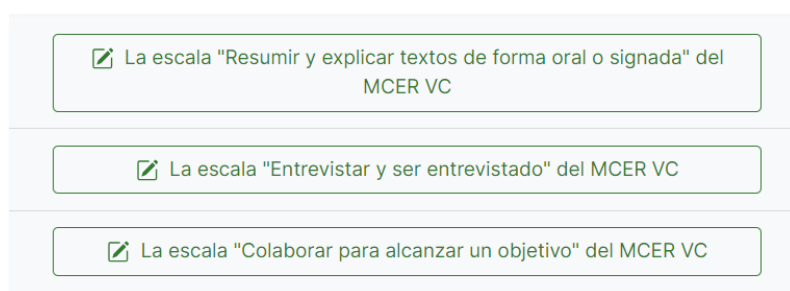 La escala "Resumir y explicar textos de forma oral o signada" del
MCER VC
La escala "Entrevistar y ser entrevistado" del MCER VC
La escala "Colaborar para alcanzar un objetivo" del MCER VC